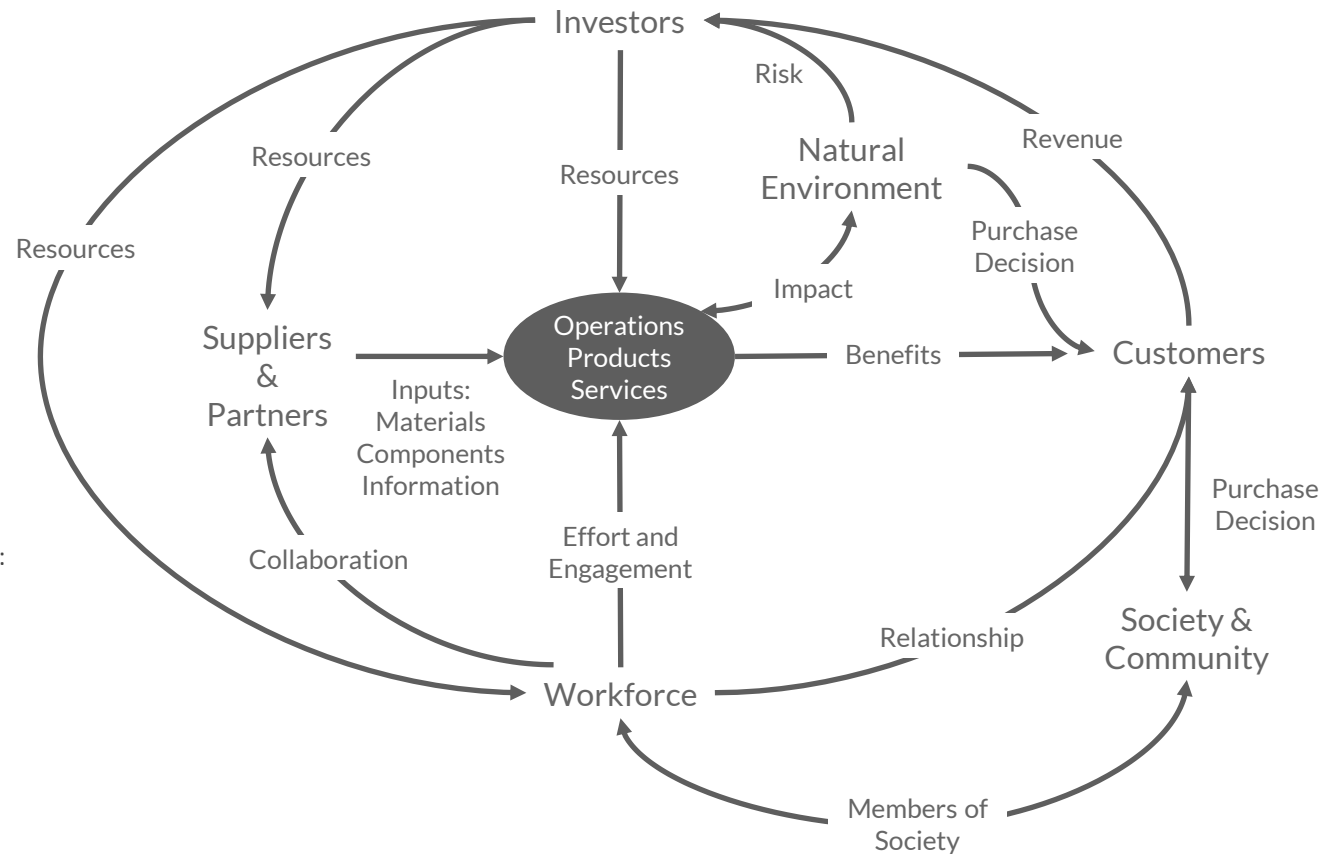 Investors
Risk
Revenue
Natural
Environment
Resources
Resources
Resources
Purchase
Decision
Impact
Suppliers
&
Partners
Operations
Products
Services
Benefits
Customers
Inputs:
Materials
Components
Information
Purchase
Decision
:
Collaboration
Effort and
Engagement
Relationship
Society &
Community
Workforce
Members of
Society